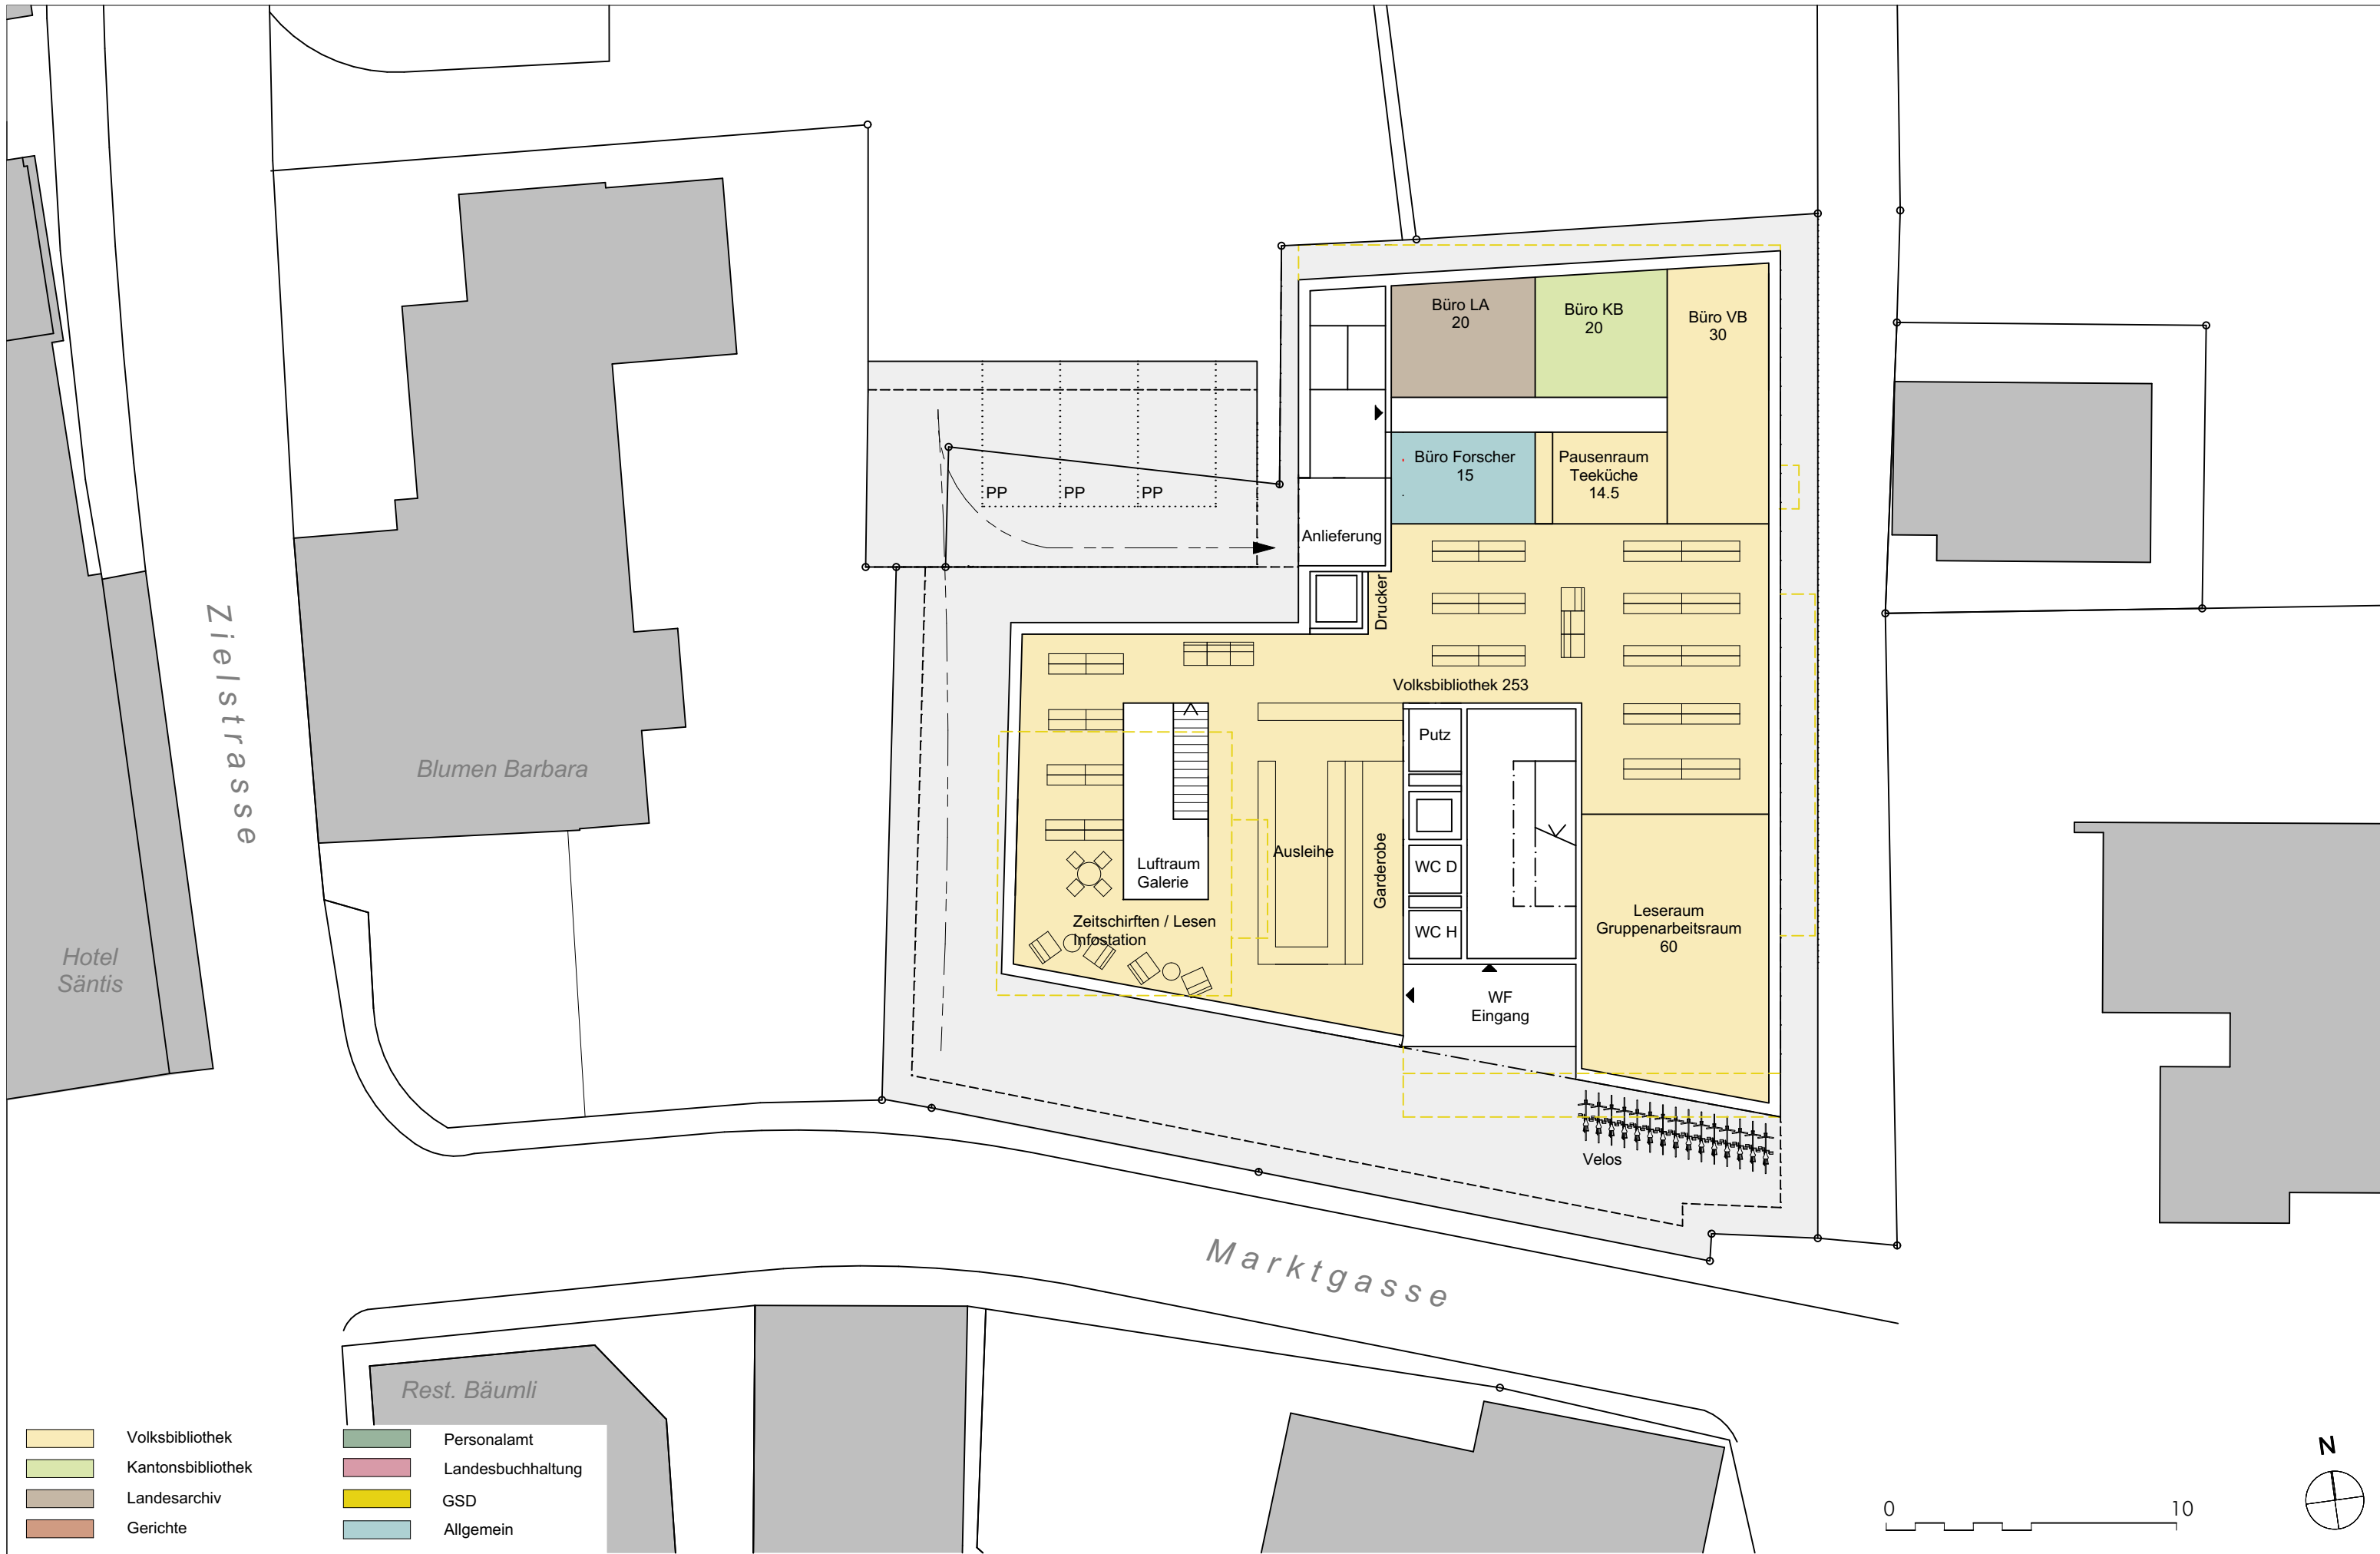 Büro LA
20
Büro KB
20
Büro VB
30
Büro Forscher
15
Pausenraum
Teeküche
14.5
PP
PP
PP
Anlieferung
Drucker
Volksbibliothek 253
Putz
WC D
WC H
Garderobe
Ausleihe
Luftraum
Galerie
Zeitschirften / Lesen
Infostation
Leseraum
Gruppenarbeitsraum
60
WF
Eingang
Velos
Zielstrasse
Blumen Barbara
Hotel
Säntis
Marktgasse
Rest. Bäumli
Volksbibliothek
Kantonsbibliothek
Landesarchiv
Gerichte
Personalamt
Landesbuchhaltung
GSD
Allgemein
0
10
N